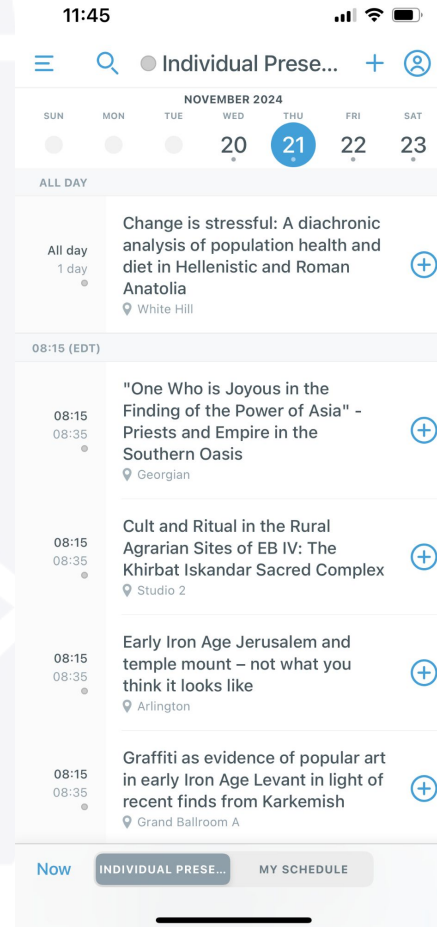 11:45
Individual Prese...
NOVEMBER 2024
SUN MON TUE WED THU FRI SAT
20 21 22 23
ALL DAY
All day
1 day
Change is stressful: A diachronic
analysis of population health and
diet in Hellenistic and Roman
Anatolia
White Hill
08:15 (EDT)
08:15
08:35
"One Who is Joyous in the
Finding of the Power of Asia" -
Priests and Empire in the
Southern Oasis
Georgian
08:15
08:35
Cult and Ritual in the Rural
Agrarian Sites of EB IV: The
Khirbat Iskandar Sacred Complex
Studio 2
08:15
08:35
Early Iron Age Jerusalem and
temple mount – not what you
think it looks like
Arlington
08:15
08:35
Graffiti as evidence of popular art
in early Iron Age Levant in light of
recent finds from Karkemish
Grand Ballroom A
Now
INDIVIDUAL PRESE...
MY SCHEDULE